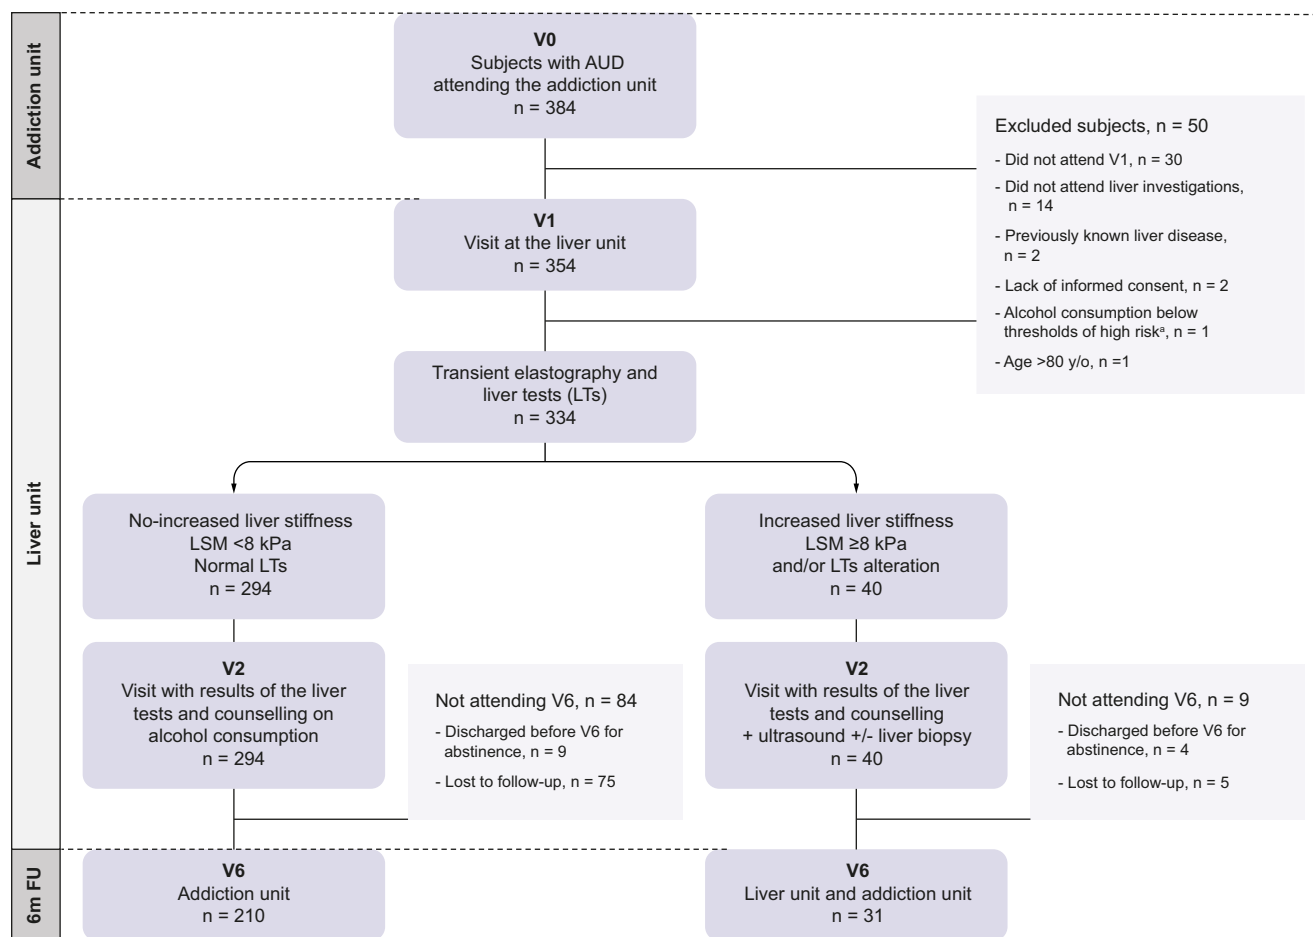 Addiction unit
V0
Subjects with AUD
attending the addiction unit
n = 384
Excluded subjects, n = 50
- Did not attend V1, n = 30
- Did not attend liver investigations,
n = 14
- Previously known liver disease,
n = 2
- Lack of informed consent, n = 2
- Alcohol consumption below
thresholds of high riskᵃ, n = 1
- Age >80 y/o, n =1
Liver unit
V1
Visit at the liver unit
n = 354
Transient elastography and
liver tests (LTs)
n = 334
No-increased liver stiffness
LSM <8 kPa
Normal LTs
n = 294
Increased liver stiffness
LSM ≥8 kPa
and/or LTs alteration
n = 40
V2
Visit with results of the liver
tests and counselling on
alcohol consumption
n = 294
Not attending V6, n = 84
- Discharged before V6 for
abstinence, n = 9
- Lost to follow-up, n = 75
V2
Visit with results of the liver
tests and counselling
+ ultrasound +/- liver biopsy
n = 40
Not attending V6, n = 9
- Discharged before V6 for
abstinence, n = 4
- Lost to follow-up, n = 5
6m FU
V6
Addiction unit
n = 210
V6
Liver unit and addiction unit
n = 31